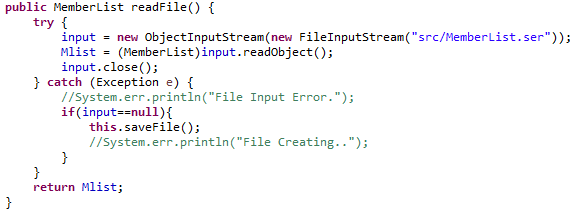 public MemberList readFile() {
    try {
        input = new ObjectInputStream(new FileInputStream("src/MemberList.ser"));
        Mlist = (MemberList)input.readObject();
        input.close();
    } catch (Exception e) {
        //System.err.println("File Input Error.");
        if(input==null){
            this.saveFile();
            //System.err.println("File Creating..");
        }
    }
    return Mlist;
}